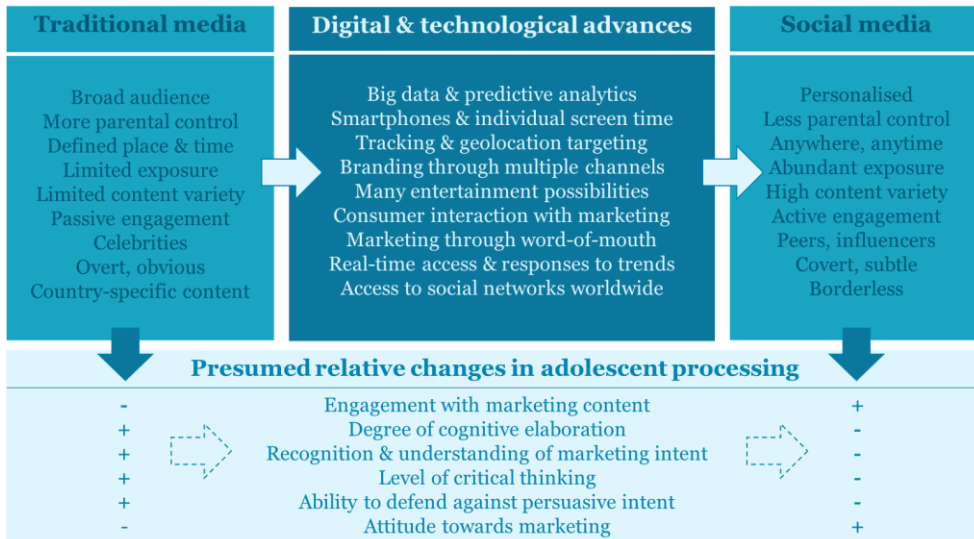 Traditional media
Broad audience
More parental control
Defined place & time
Limited exposure
Limited content variety
Passive engagement
Celebrities
Overt, obvious
Country-specific content
Digital & technological advances
Big data & predictive analytics
Smartphones & individual screen time
Tracking & geolocation targeting
Branding through multiple channels
Many entertainment possibilities
Consumer interaction with marketing
Marketing through word-of-mouth
Real-time access & responses to trends
Access to social networks worldwide
Social media
Personalised
Less parental control
Anywhere, anytime
Abundant exposure
High content variety
Active engagement
Peers, influencers
Covert, subtle
Borderless
Presumed relative changes in adolescent processing
- Engagement with marketing content +
+ Degree of cognitive elaboration -
+ Recognition & understanding of marketing intent -
+ Level of critical thinking -
+ Ability to defend against persuasive intent -
- Attitude towards marketing +